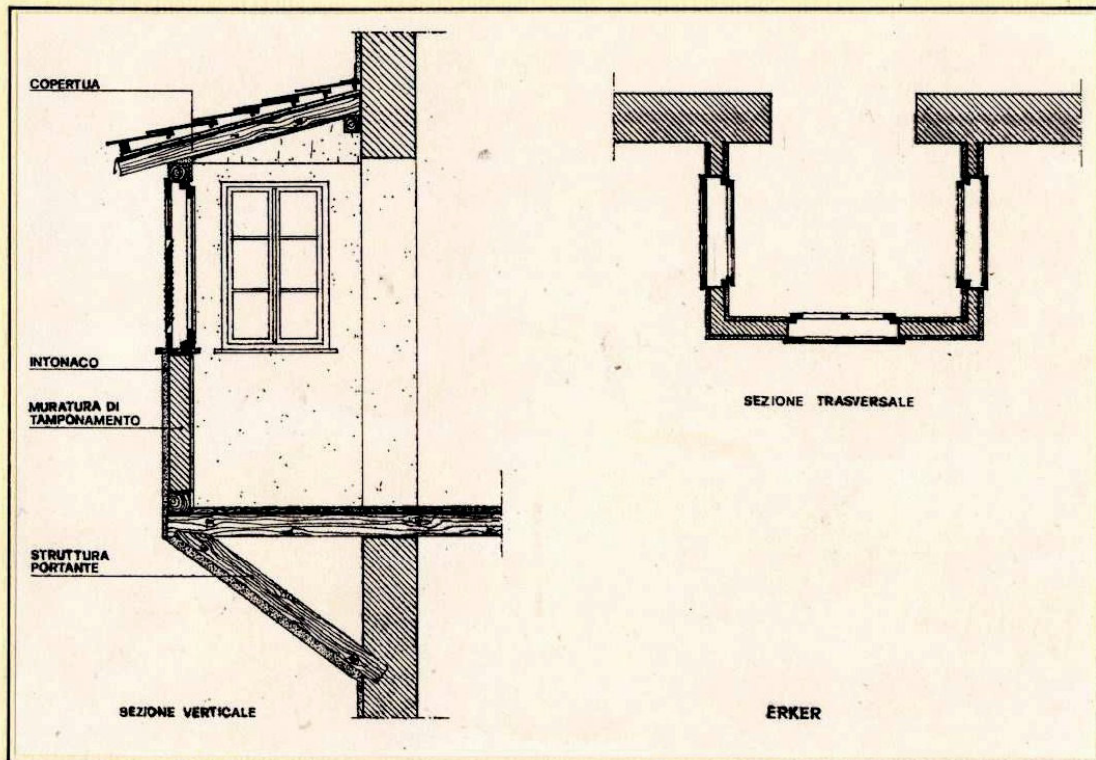 COPERTUA
INTONACO
MURATURA DI
TAMPONAMENTO
STRUTTURA
PORTANTE
SEZIONE VERTICALE
SEZIONE TRASVERSALE
ERKER